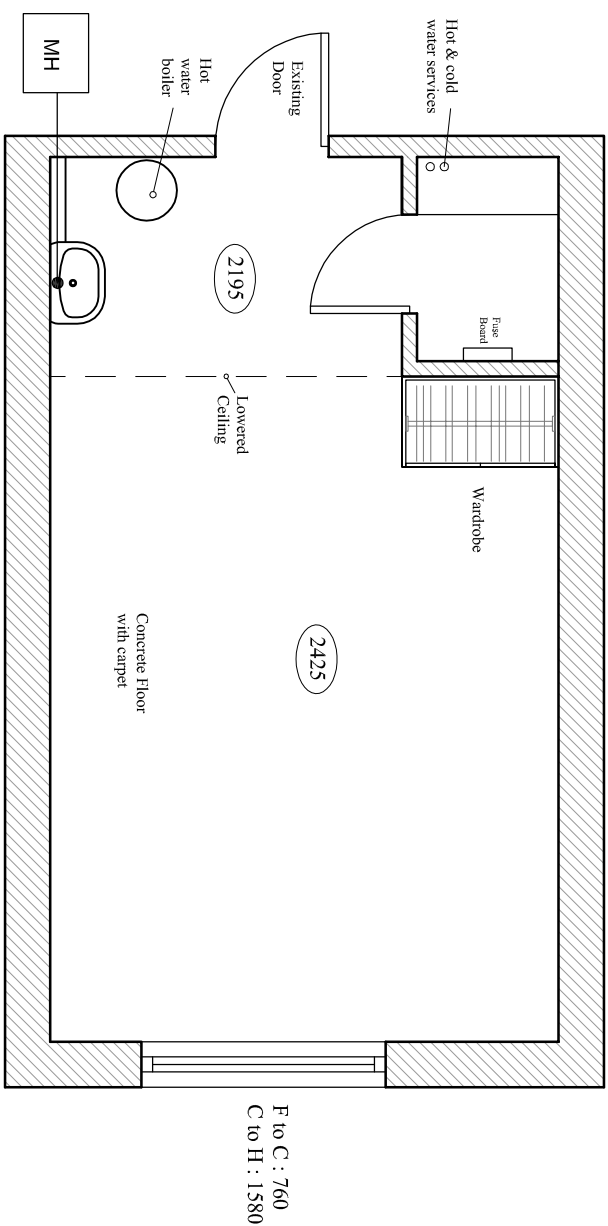 MH
Hot
water
boiler
Existing
Door
Hot & cold
water services
2195
Fuse
Board
Lowered
Ceiling
Wardrobe
2425
Concrete Floor
with carpet
F to C : 760
C to H : 1580